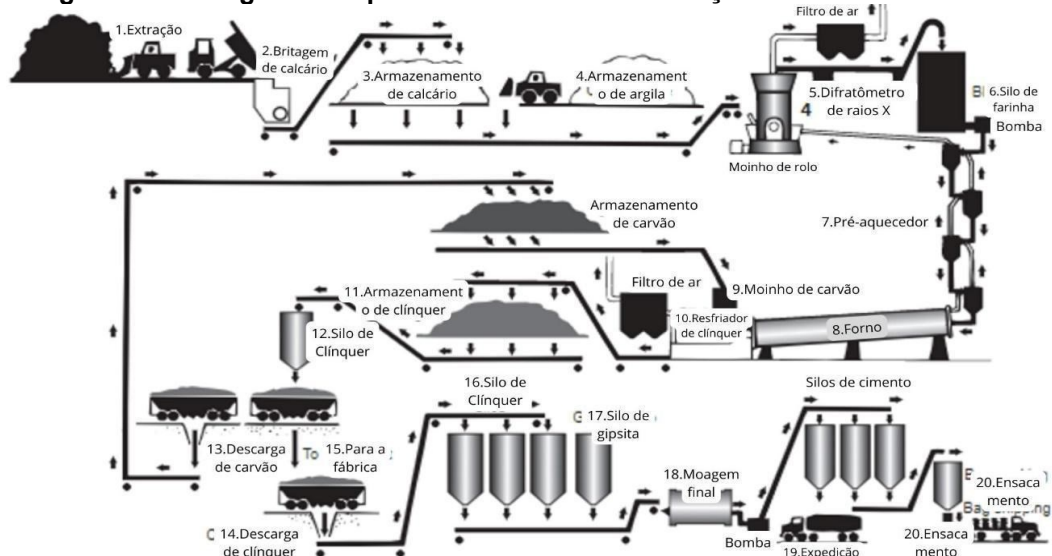 1.Extração
2.Britagem
de calcário
3.Armazenamento
de calcário
4.Armazenament
o de argila
Filtro de ar
4
5.Difratômetro
de raios X
6.Silo de
farinha
Bomba
Moinho de rolo
7.Pré-aquecedor
Armazenamento
de carvão
Filtro de ar
9.Moinho de carvão
10.Resfriador
de clínquer
8.Forno
11.Armazenament
o de clínquer
12.Silo de
Clínquer
13.Descarga
de carvão
To
15.Para a
fábrica
14.Descarga
de clínquer
16.Silo de
Clínquer
17.Silo de
gipsita
18.Moagem
final
Bomba
Silos de cimento
19.Expedição
20.Ensaca
mento
20.Ensaca
mento